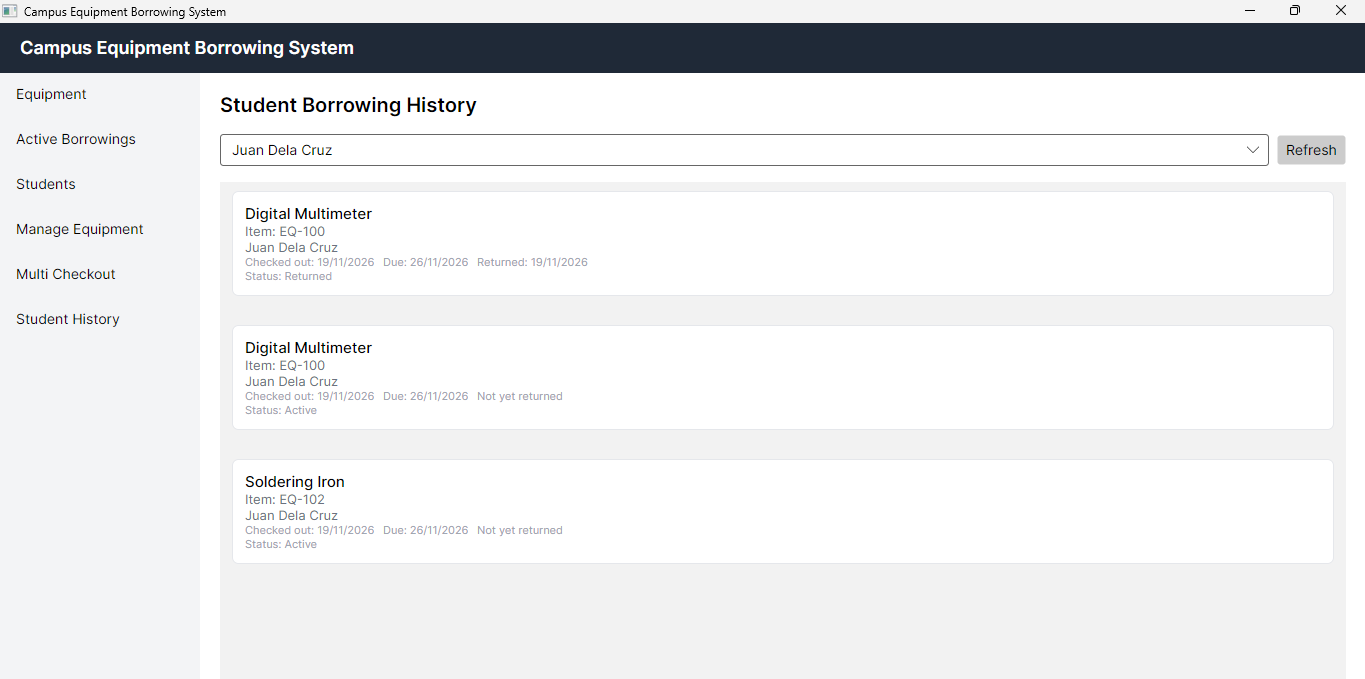 Campus Equipment Borrowing System
Campus Equipment Borrowing System
Equipment
Active Borrowings
Students
Manage Equipment
Multi Checkout
Student History
Student Borrowing History
Juan Dela Cruz
Refresh
Digital Multimeter
Item: EQ-100
Juan Dela Cruz
Checked out: 19/11/2026 Due: 26/11/2026 Returned: 19/11/2026
Status: Returned
Digital Multimeter
Item: EQ-100
Juan Dela Cruz
Checked out: 19/11/2026 Due: 26/11/2026 Not yet returned
Status: Active
Soldering Iron
Item: EQ-102
Juan Dela Cruz
Checked out: 19/11/2026 Due: 26/11/2026 Not yet returned
Status: Active